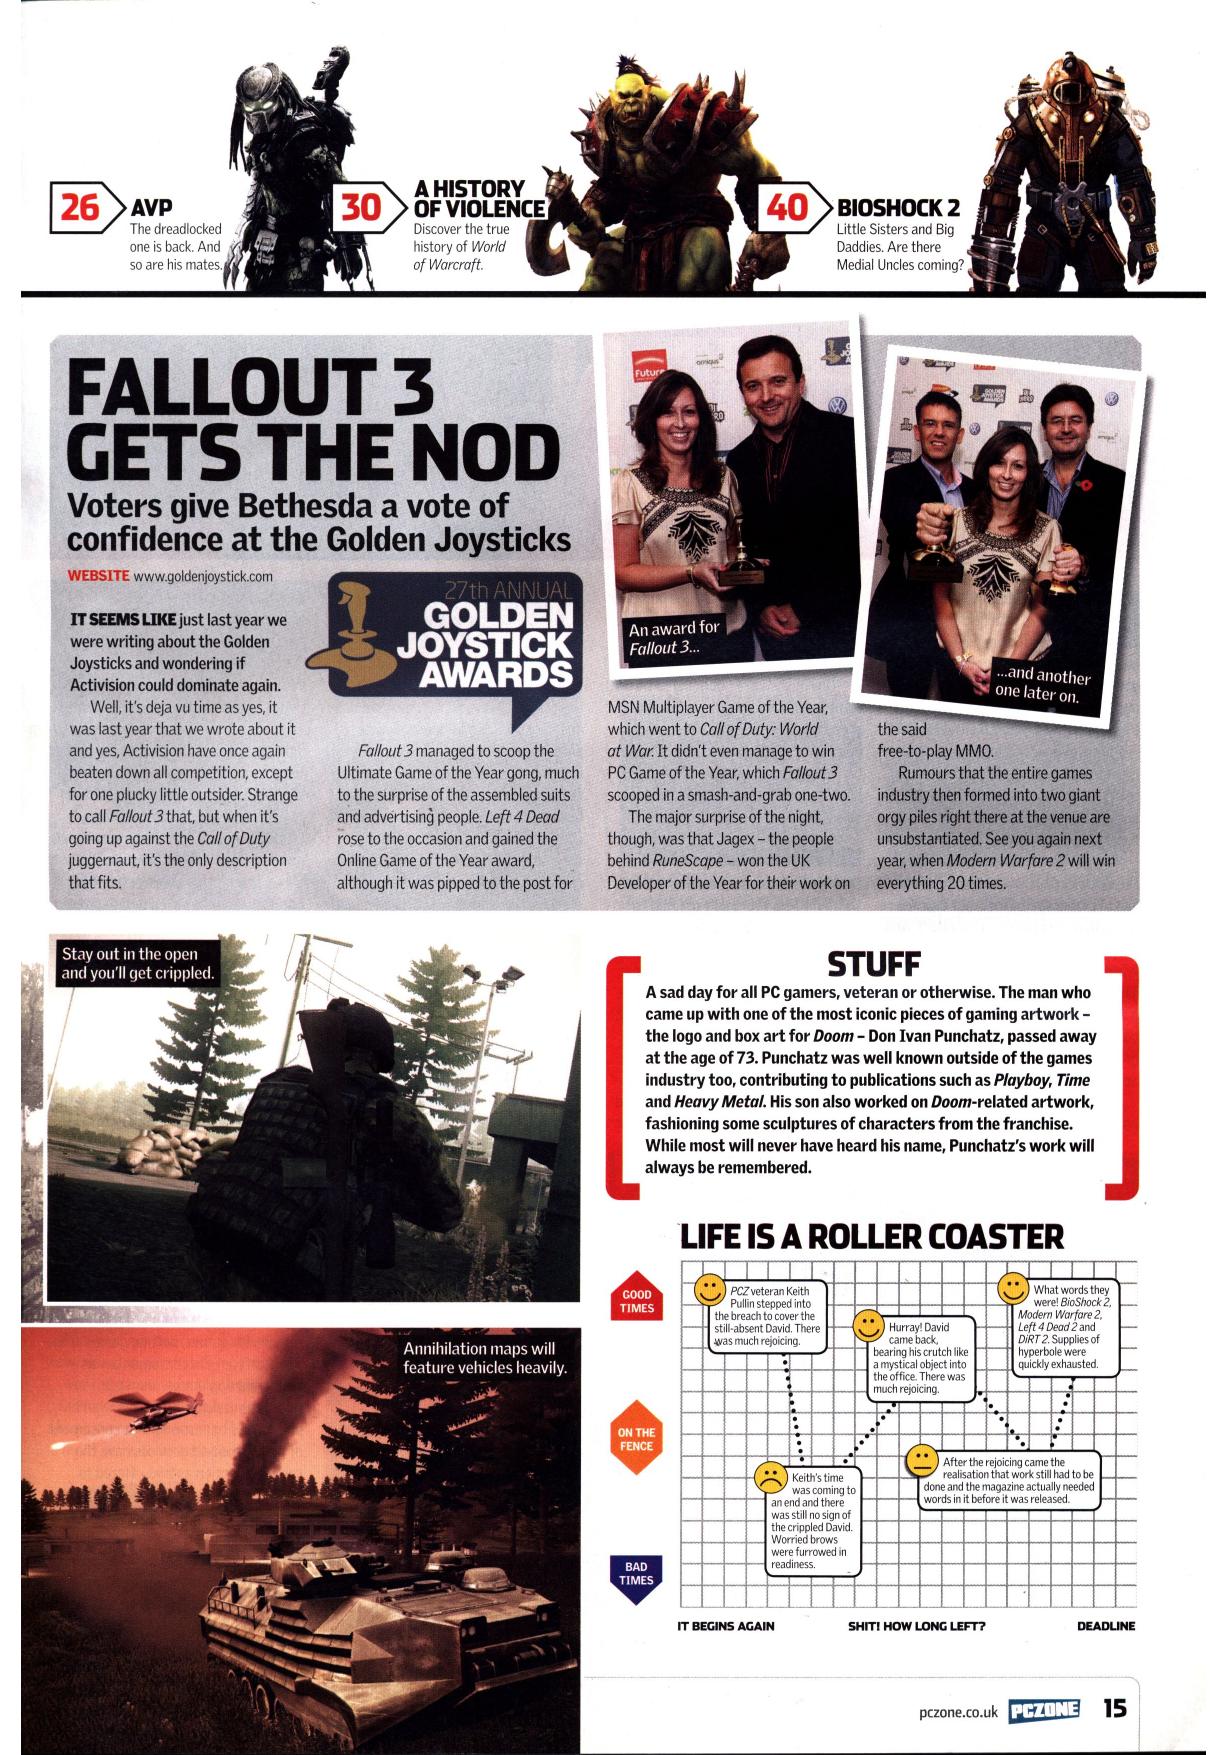 26
AVP
The dreadlocked
one is back. And
so are his mates.
30
A HISTORY
OF VIOLENCE
Discover the true
history of World
of Warcraft.
40
BIOSHOCK 2
Little Sisters and Big
Daddies. Are there
Medial Uncles coming?
FALLOUT 3
GETS THE NOD
Voters give Bethesda a vote of
confidence at the Golden Joysticks
WEBSITE www.goldenjoystick.com
IT SEEMS LIKE just last year we
were writing about the Golden
Joysticks and wondering if
Activision could dominate again.
Well, it's deja vu time as yes, it
was last year that we wrote about it
and yes, Activision have once again
beaten down all competition, except
for one plucky little outsider. Strange
to call Fallout 3 that, but when it's
going up against the Call of Duty
juggernaut, it's the only description
that fits.
27th ANNUAL
GOLDEN
JOYSTICK
AWARDS
Fallout 3 managed to scoop the
Ultimate Game of the Year gong, much
to the surprise of the assembled suits
and advertising people. Left 4 Dead
rose to the occasion and gained the
Online Game of the Year award,
although it was pipped to the post for
Future
An award for
Fallout 3...
GOLDEN
JOYSTICK
AWARDS
...and another
one later on.
MSN Multiplayer Game of the Year,
which went to Call of Duty: World
at War. It didn't even manage to win
PC Game of the Year, which Fallout 3
scooped in a smash-and-grab one-two.
The major surprise of the night,
though, was that Jagex – the people
behind RuneScape – won the UK
Developer of the Year for their work on
the said
free-to-play MMO.
Rumours that the entire games
industry then formed into two giant
orgy piles right there at the venue are
unsubstantiated. See you again next
year, when Modern Warfare 2 will win
everything 20 times.
Stay out in the open
and you'll get crippled.
Annihilation maps will
feature vehicles heavily.
STUFF
A sad day for all PC gamers, veteran or otherwise. The man who
came up with one of the most iconic pieces of gaming artwork –
the logo and box art for Doom – Don Ivan Punchatz, passed away
at the age of 73. Punchatz was well known outside of the games
industry too, contributing to publications such as Playboy, Time
and Heavy Metal. His son also worked on Doom-related artwork,
fashioning some sculptures of characters from the franchise.
While most will never have heard his name, Punchatz's work will
always be remembered.
LIFE IS A ROLLER COASTER
GOOD
TIMES
ON THE
FENCE
BAD
TIMES
PCZ veteran Keith
Pullin stepped into
the breach to cover the
still-absent David. There
was much rejoicing.
Keith's time
was coming to
an end and there
was still no sign of
the crippled David.
Worried brows
were furrowed in
readiness.
Hurray! David
came back,
bearing his crutch like
a mystical object into
the office. There was
much rejoicing.
After the rejoicing came the
realisation that work still had to be
done and the magazine actually needed
words in it before it was released.
What words they
were! BioShock 2,
Modern Warfare 2,
Left 4 Dead 2 and
DiRT 2. Supplies of
hyperbole were
quickly exhausted.
IT BEGINS AGAIN
SHIT! HOW LONG LEFT?
DEADLINE
pczone.co.uk PCZONE 15